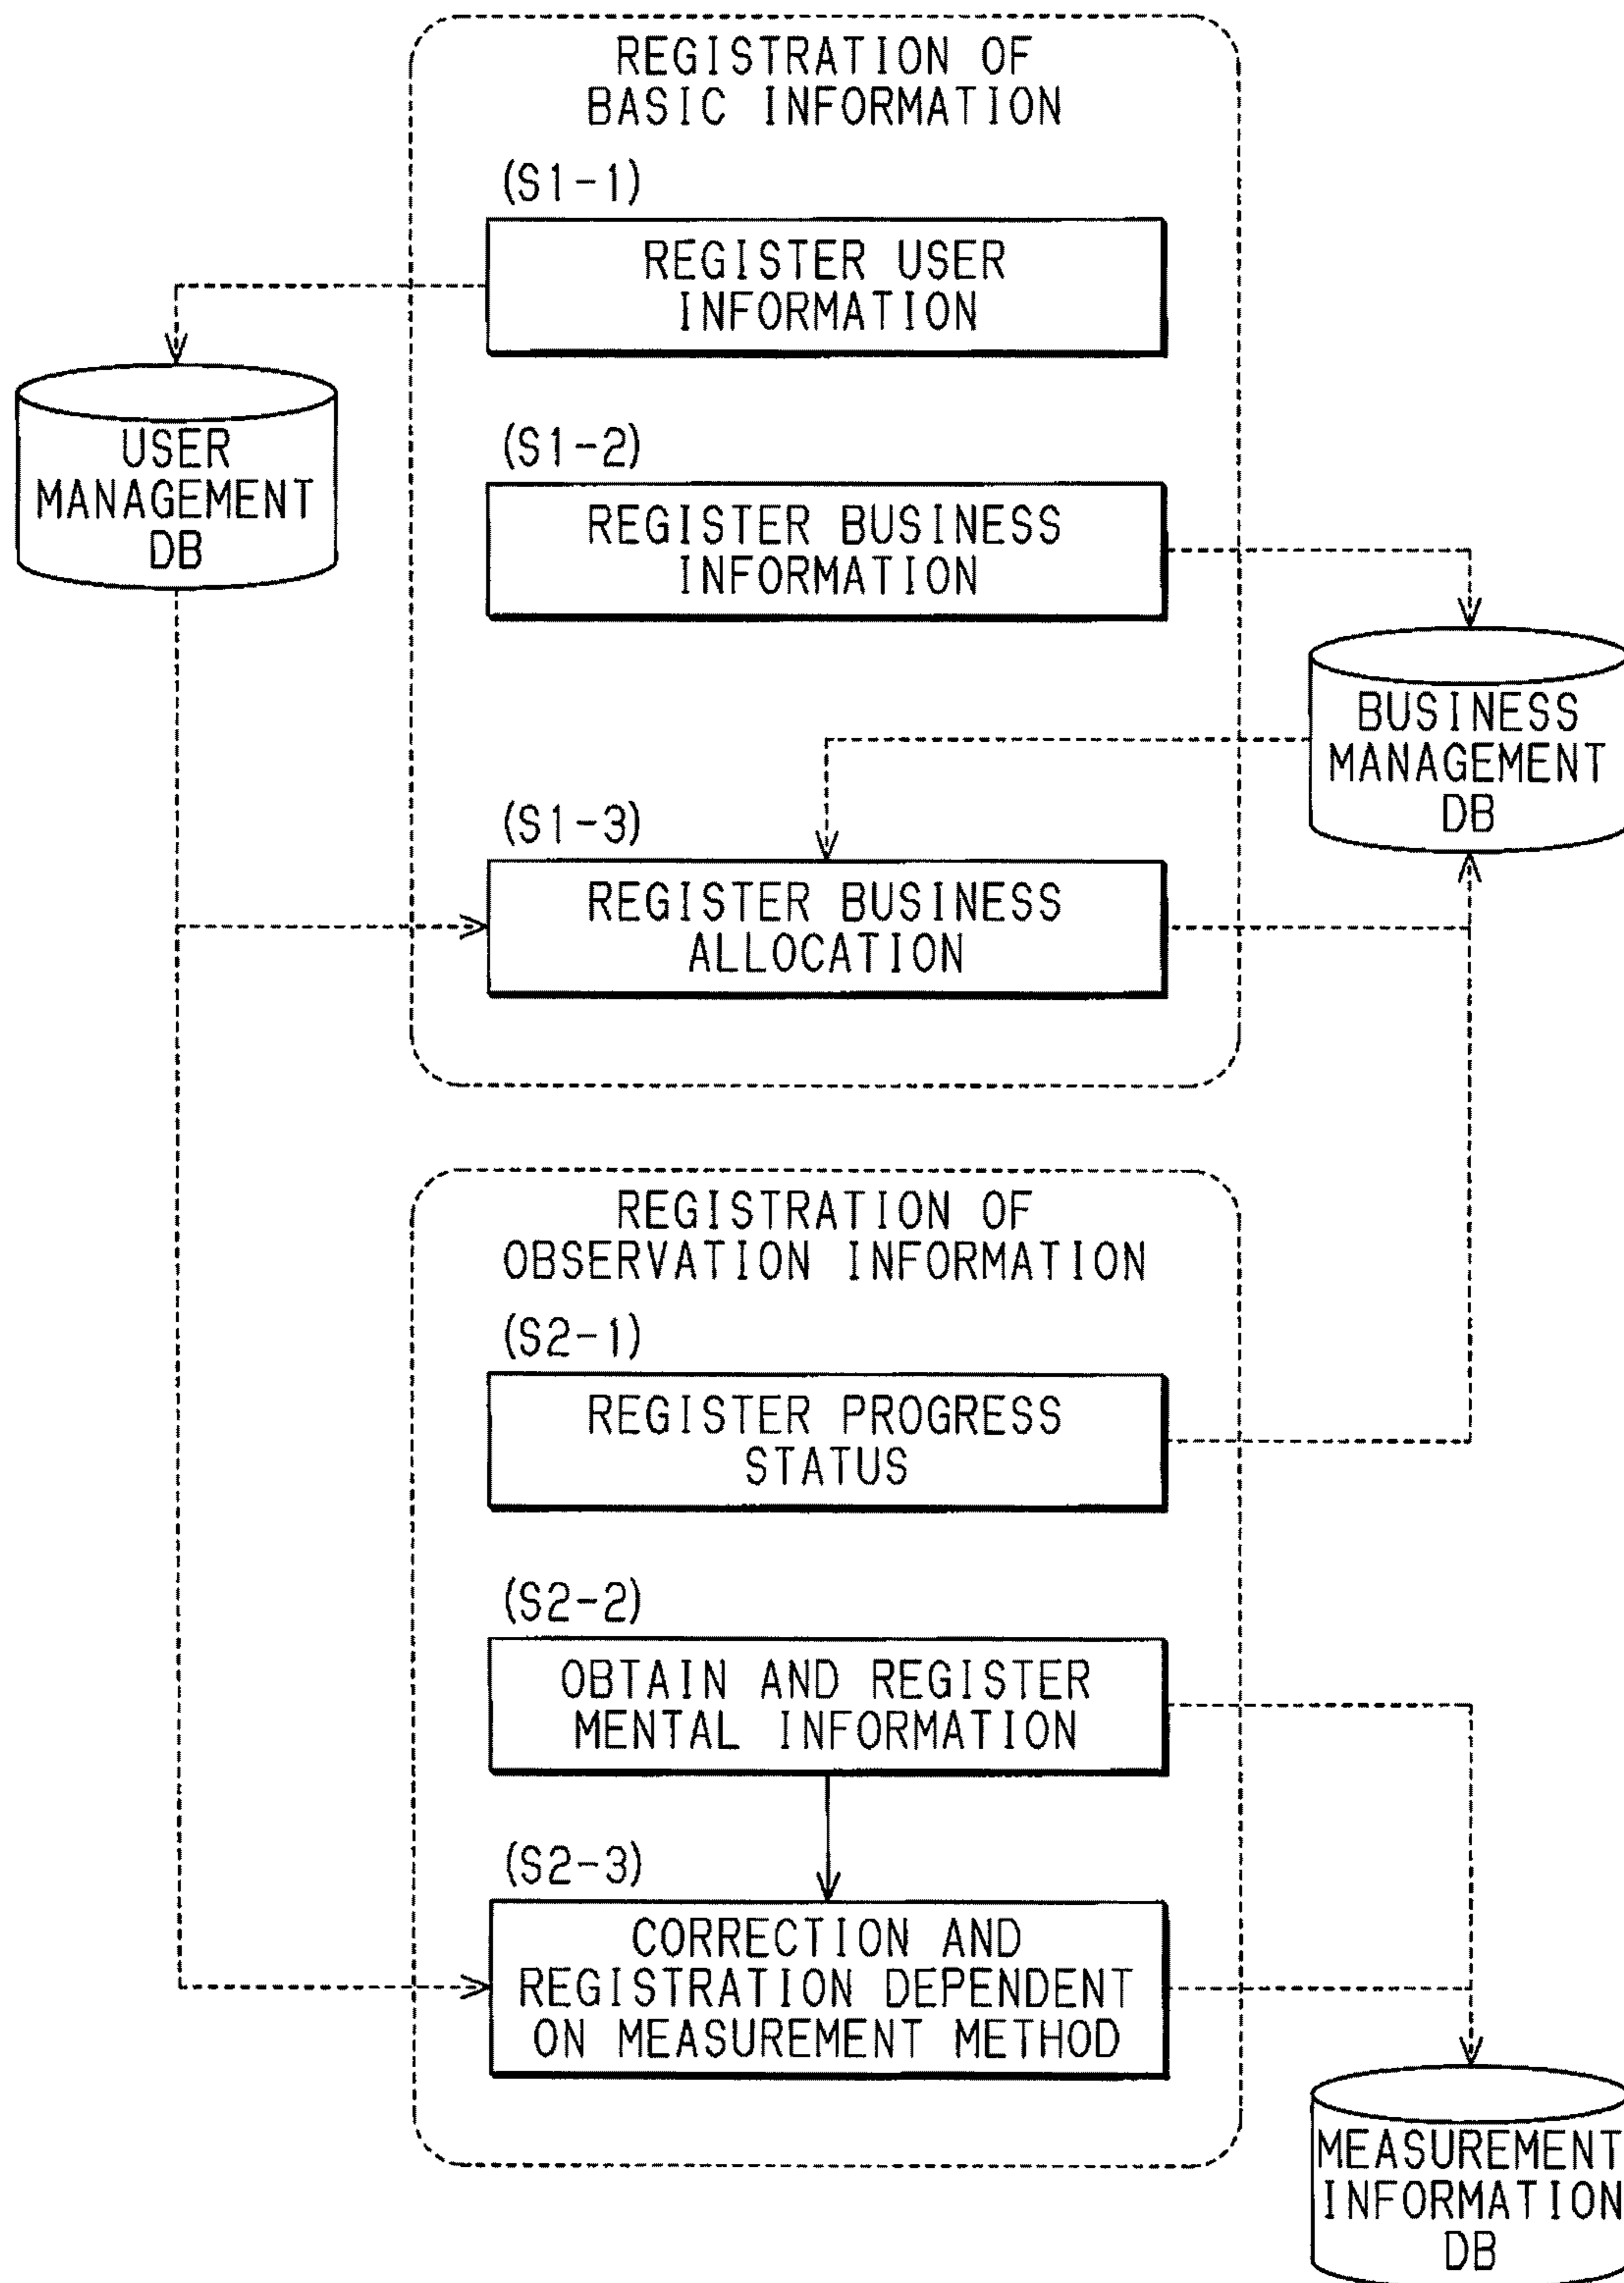 REGISTRATION OF
BASIC INFORMATION
(S1-1)
REGISTER USER
INFORMATION
USER
MANAGEMENT
DB
(S1-2)
REGISTER BUSINESS
INFORMATION
BUSINESS
MANAGEMENT
DB
(S1-3)
REGISTER BUSINESS
ALLOCATION
REGISTRATION OF
OBSERVATION INFORMATION
(S2-1)
REGISTER PROGRESS
STATUS
(S2-2)
OBTAIN AND REGISTER
MENTAL INFORMATION
(S2-3)
CORRECTION AND
REGISTRATION DEPENDENT
ON MEASUREMENT METHOD
MEASUREMENT
INFORMATION
DB